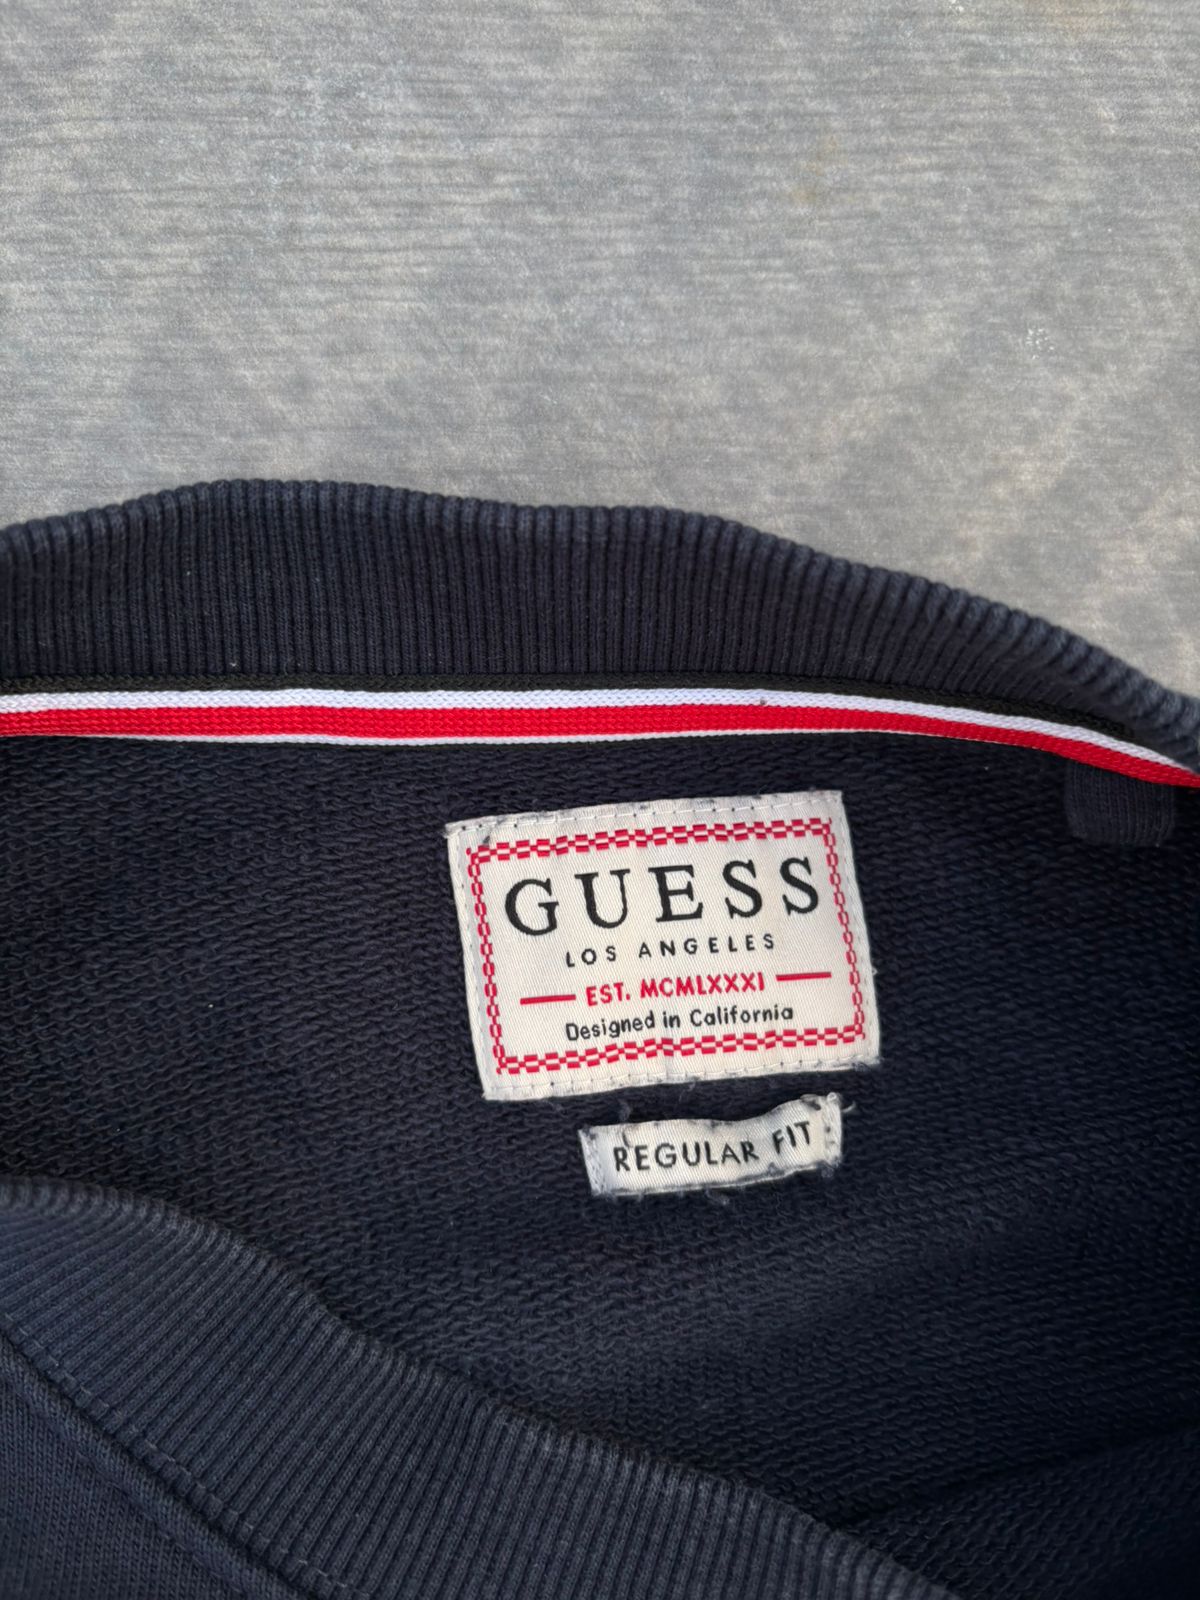 GUESS
LOS ANGELES
EST. MCMLXXXI
Designed in California
REGULAR FIT